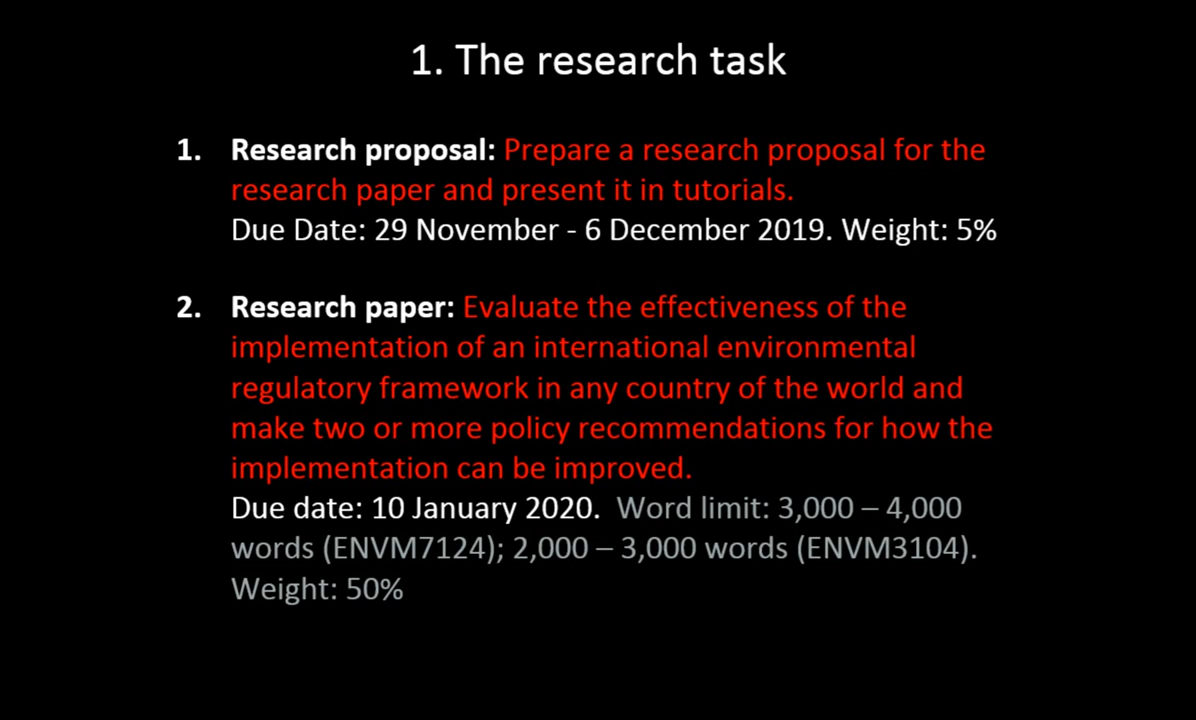 1. The research task
1. Research proposal: Prepare a research proposal for the
research paper and present it in tutorials.
Due Date: 29 November - 6 December 2019. Weight: 5%
2. Research paper: Evaluate the effectiveness of the
implementation of an international environmental
regulatory framework in any country of the world and
make two or more policy recommendations for how the
implementation can be improved.
Due date: 10 January 2020. Word limit: 3,000 – 4,000
words (ENVM7124); 2,000 – 3,000 words (ENVM3104).
Weight: 50%